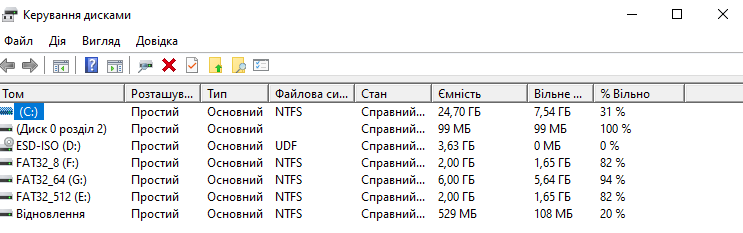 Керування дисками
Файл Дія Вигляд Довідка
Том Розташув... Тип Файлова си... Стан Ємність Вільне ... % Вільно
(C:) Простий Основний NTFS Справний... 24,70 ГБ 7,54 ГБ 31 %
(Диск 0 розділ 2) Простий Основний Справний... 99 МБ 99 МБ 100 %
ESD-ISO (D:) Простий Основний UDF Справний... 3,63 ГБ 0 МБ 0 %
FAT32_8 (F:) Простий Основний NTFS Справний... 2,00 ГБ 1,65 ГБ 82 %
FAT32_64 (G:) Простий Основний NTFS Справний... 6,00 ГБ 5,64 ГБ 94 %
FAT32_512 (E:) Простий Основний NTFS Справний... 2,00 ГБ 1,65 ГБ 82 %
Відновлення Простий Основний NTFS Справний... 529 МБ 108 МБ 20 %